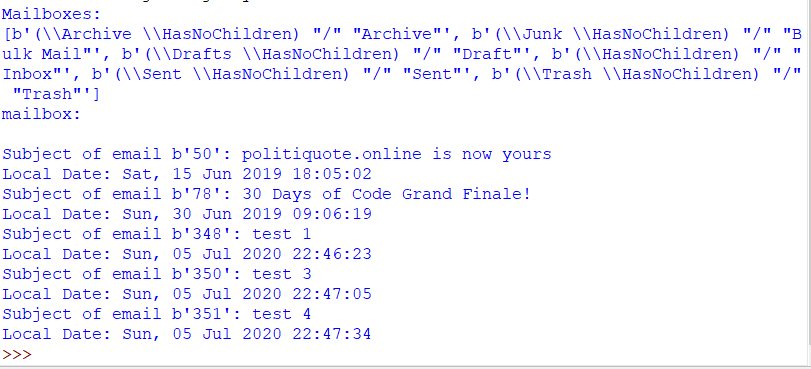 Mailboxes:
[b'(\\Archive \\HasNoChildren) "/" "Archive"', b'(\\Junk \\HasNoChildren) "/" "B
ulk Mail"', b'(\\Drafts \\HasNoChildren) "/" "Draft"', b'(\\HasNoChildren) "/" "
Inbox"', b'(\\Sent \\HasNoChildren) "/" "Sent"', b'(\\Trash \\HasNoChildren) "/"
 "Trash"']
mailbox:

Subject of email b'50': politiquote.online is now yours
Local Date: Sat, 15 Jun 2019 18:05:02
Subject of email b'78': 30 Days of Code Grand Finale!
Local Date: Sun, 30 Jun 2019 09:06:19
Subject of email b'348': test 1
Local Date: Sun, 05 Jul 2020 22:46:23
Subject of email b'350': test 3
Local Date: Sun, 05 Jul 2020 22:47:05
Subject of email b'351': test 4
Local Date: Sun, 05 Jul 2020 22:47:34
>>>